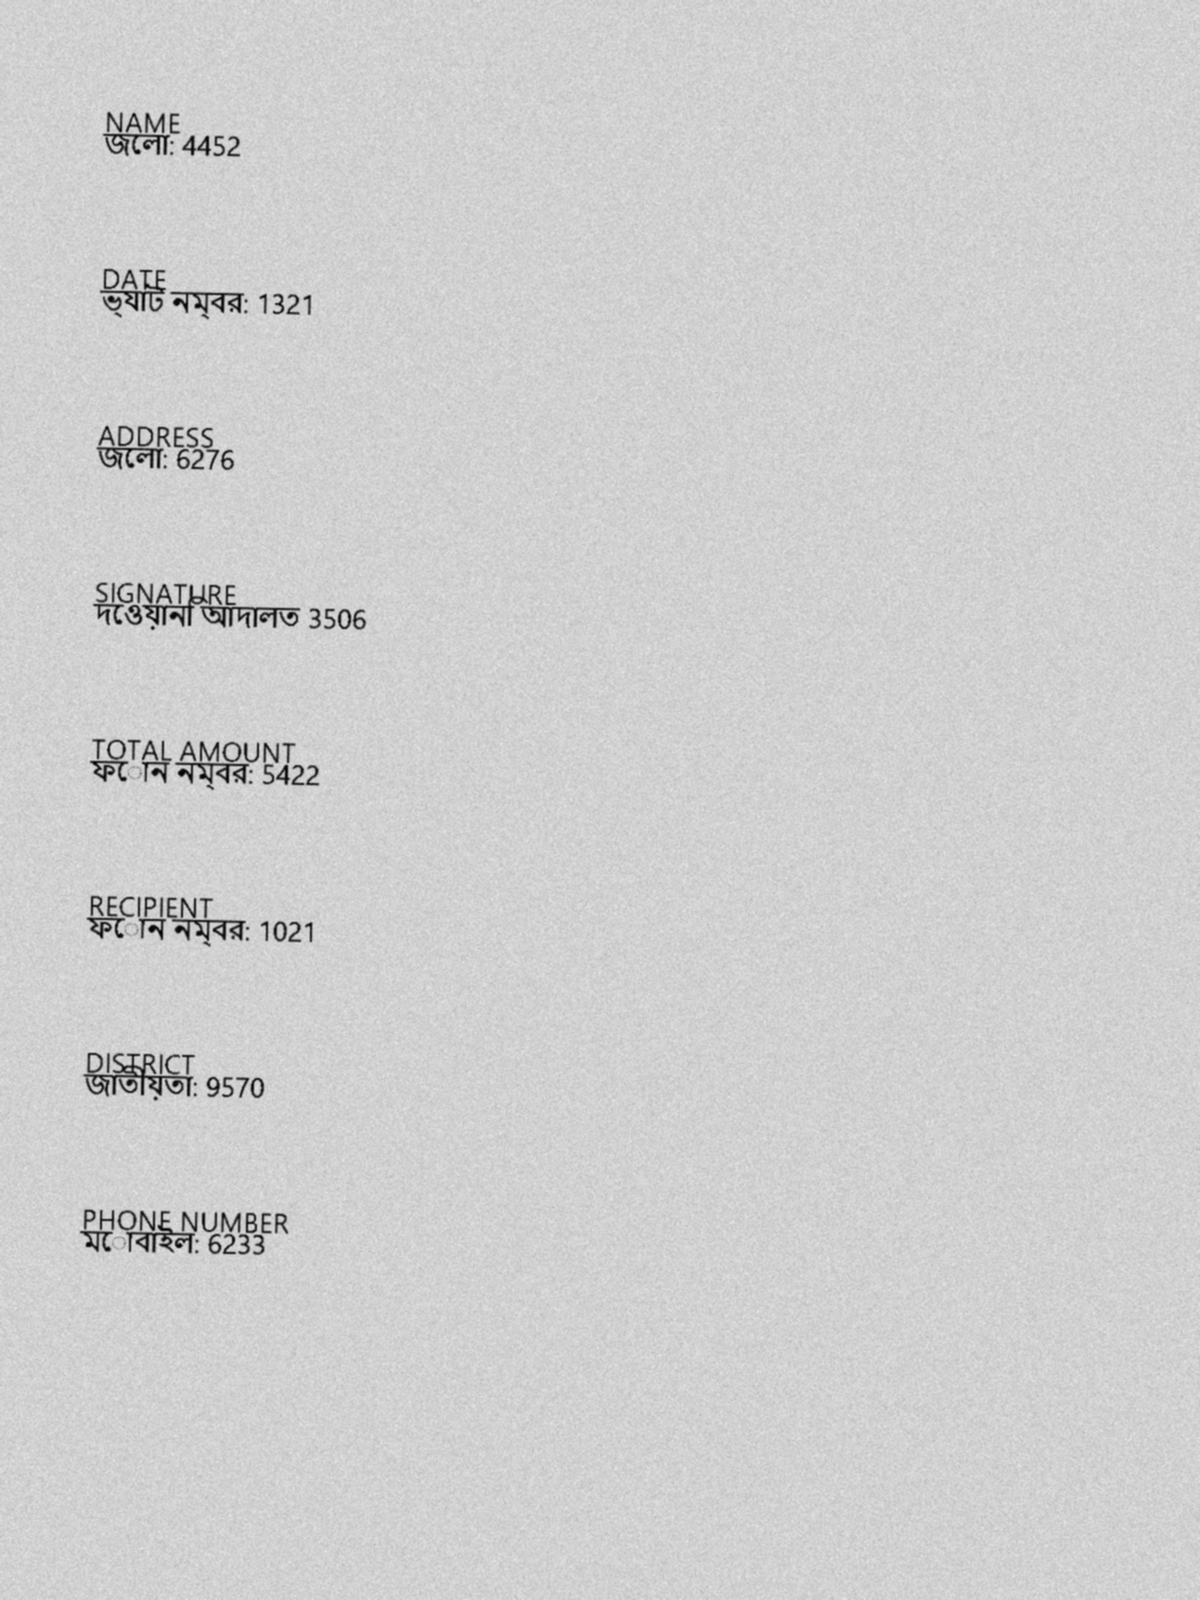 NAME
জেলা: 4452
DATE
ভ্যাট নম্বর: 1321
ADDRESS
জেলা: 6276
SIGNATURE
দেওয়ানি আদালত 3506
TOTAL AMOUNT
ফোন নম্বর: 5422
RECIPIENT
ফোন নম্বর: 1021
DISTRICT
জাতীয়তা: 9570
PHONE NUMBER
মোবাইল: 6233